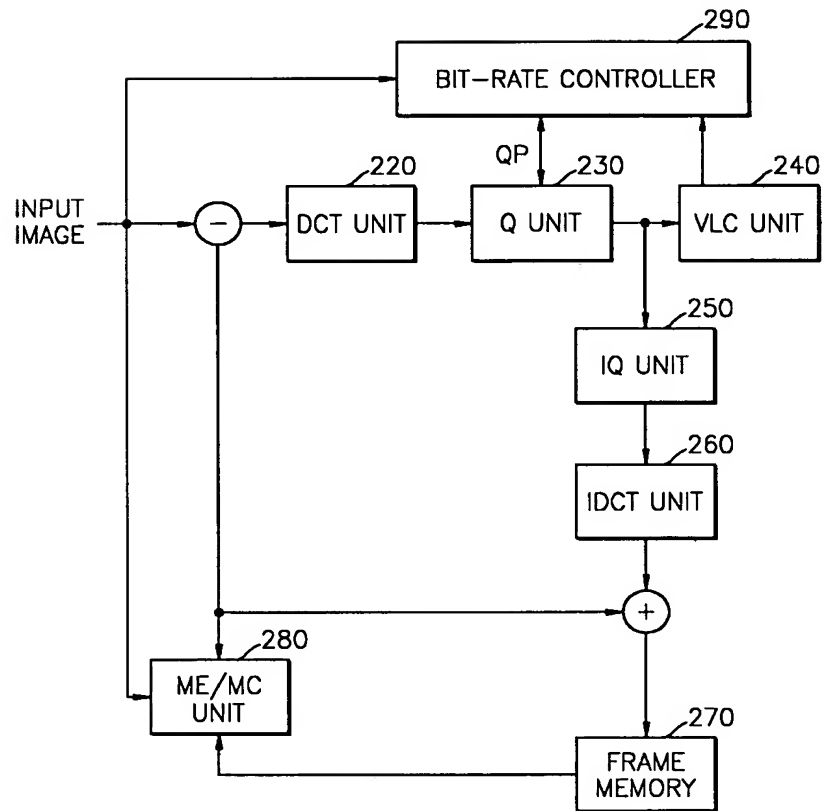 290
BIT-RATE CONTROLLER
QP
220
230
240
INPUT
IMAGE
-
DCT UNIT
Q UNIT
VLC UNIT
250
IQ UNIT
260
IDCT UNIT
+
280
ME/MC
UNIT
270
FRAME
MEMORY